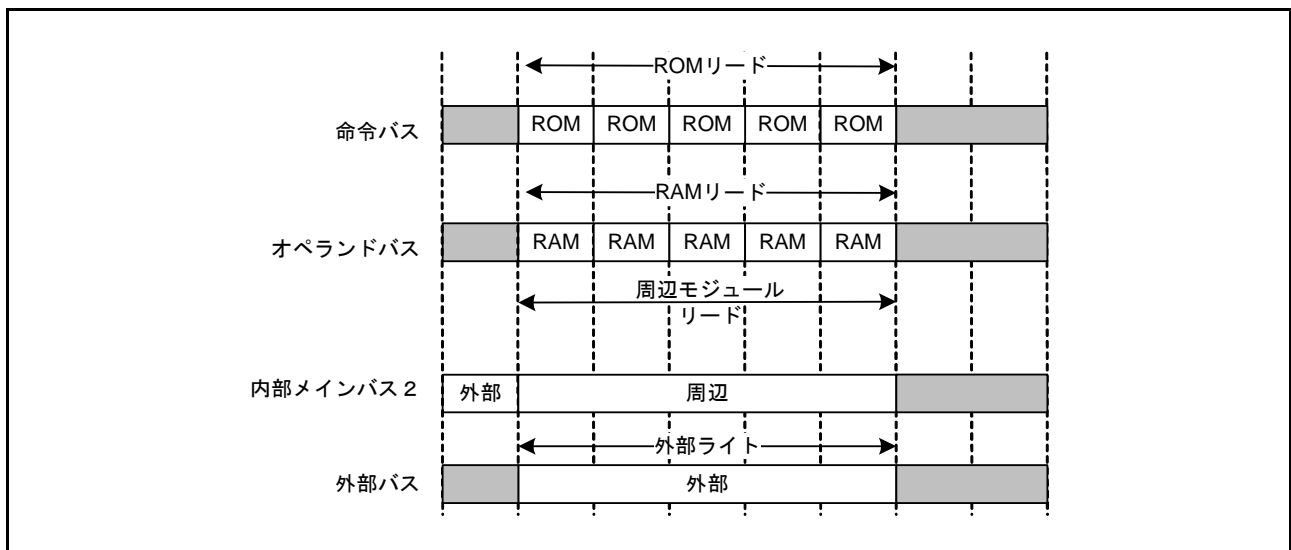 ROMリード
命令バス ROM ROM ROM ROM ROM
RAMリード
オペランドバス RAM RAM RAM RAM RAM
周辺モジュール
リード
内部メインバス2 外部 周辺
外部ライト
外部バス 外部